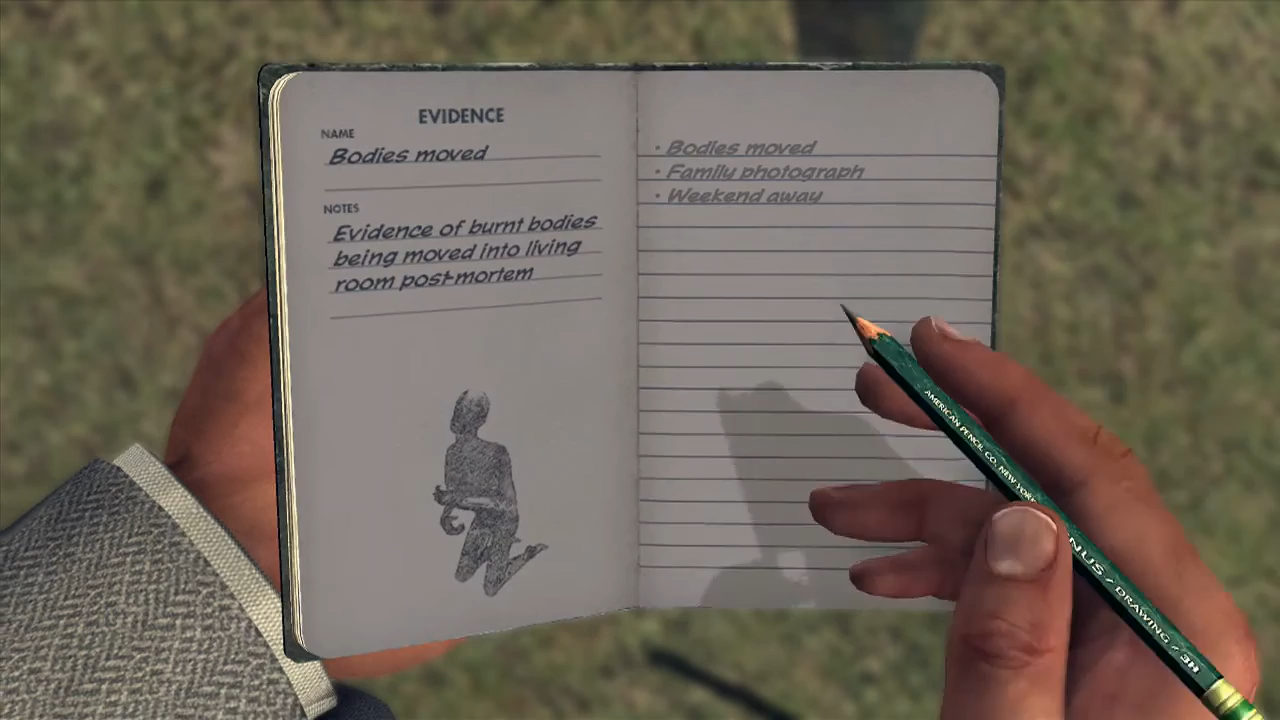 EVIDENCE
NAME
Bodies moved
NOTES
Evidence of burnt bodies
being moved into living
room post-mortem
• Bodies moved
• Family photograph
• Weekend away
AMERICAN PENCIL CO. NEW YORK
/ DRAWING / 3H